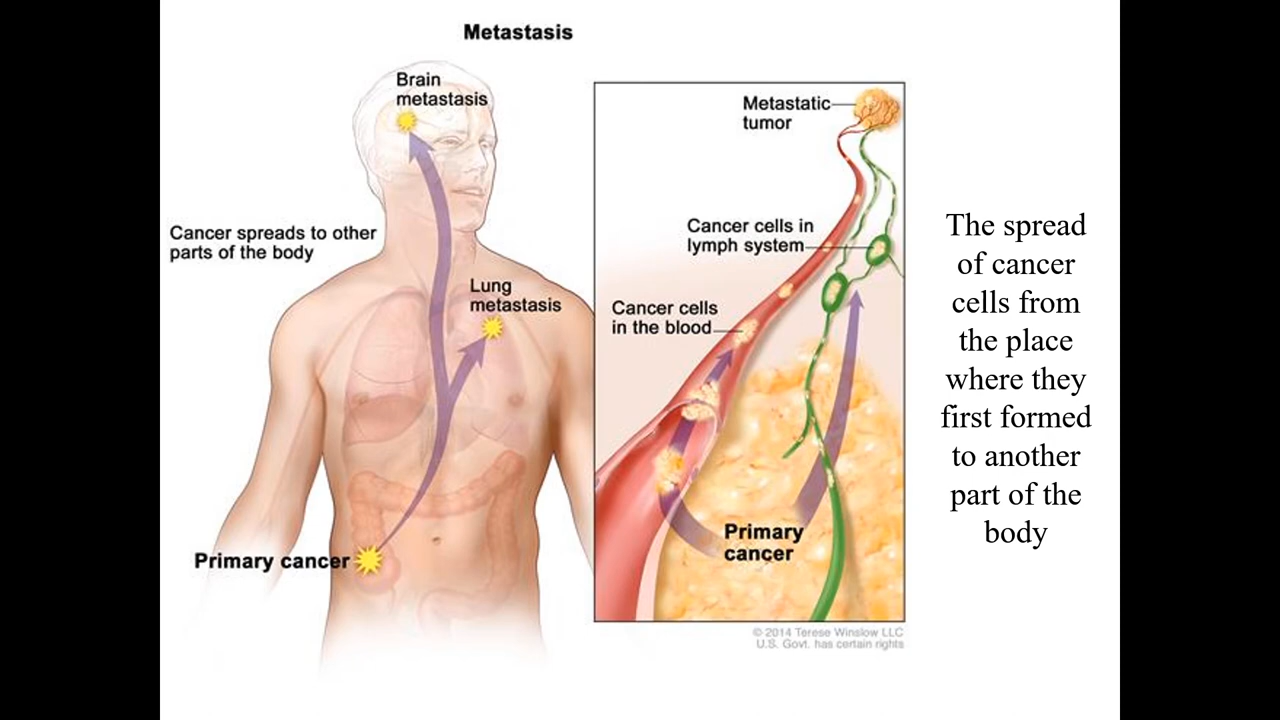 Metastasis
Brain
metastasis
Cancer spreads to other
parts of the body
Lung
metastasis
Primary cancer
Metastatic
tumor
Cancer cells in
lymph system
Cancer cells
in the blood
Primary
cancer
© 2014 Terese Winslow LLC
U.S. Govt. has certain rights
The spread
of cancer
cells from
the place
where they
first formed
to another
part of the
body